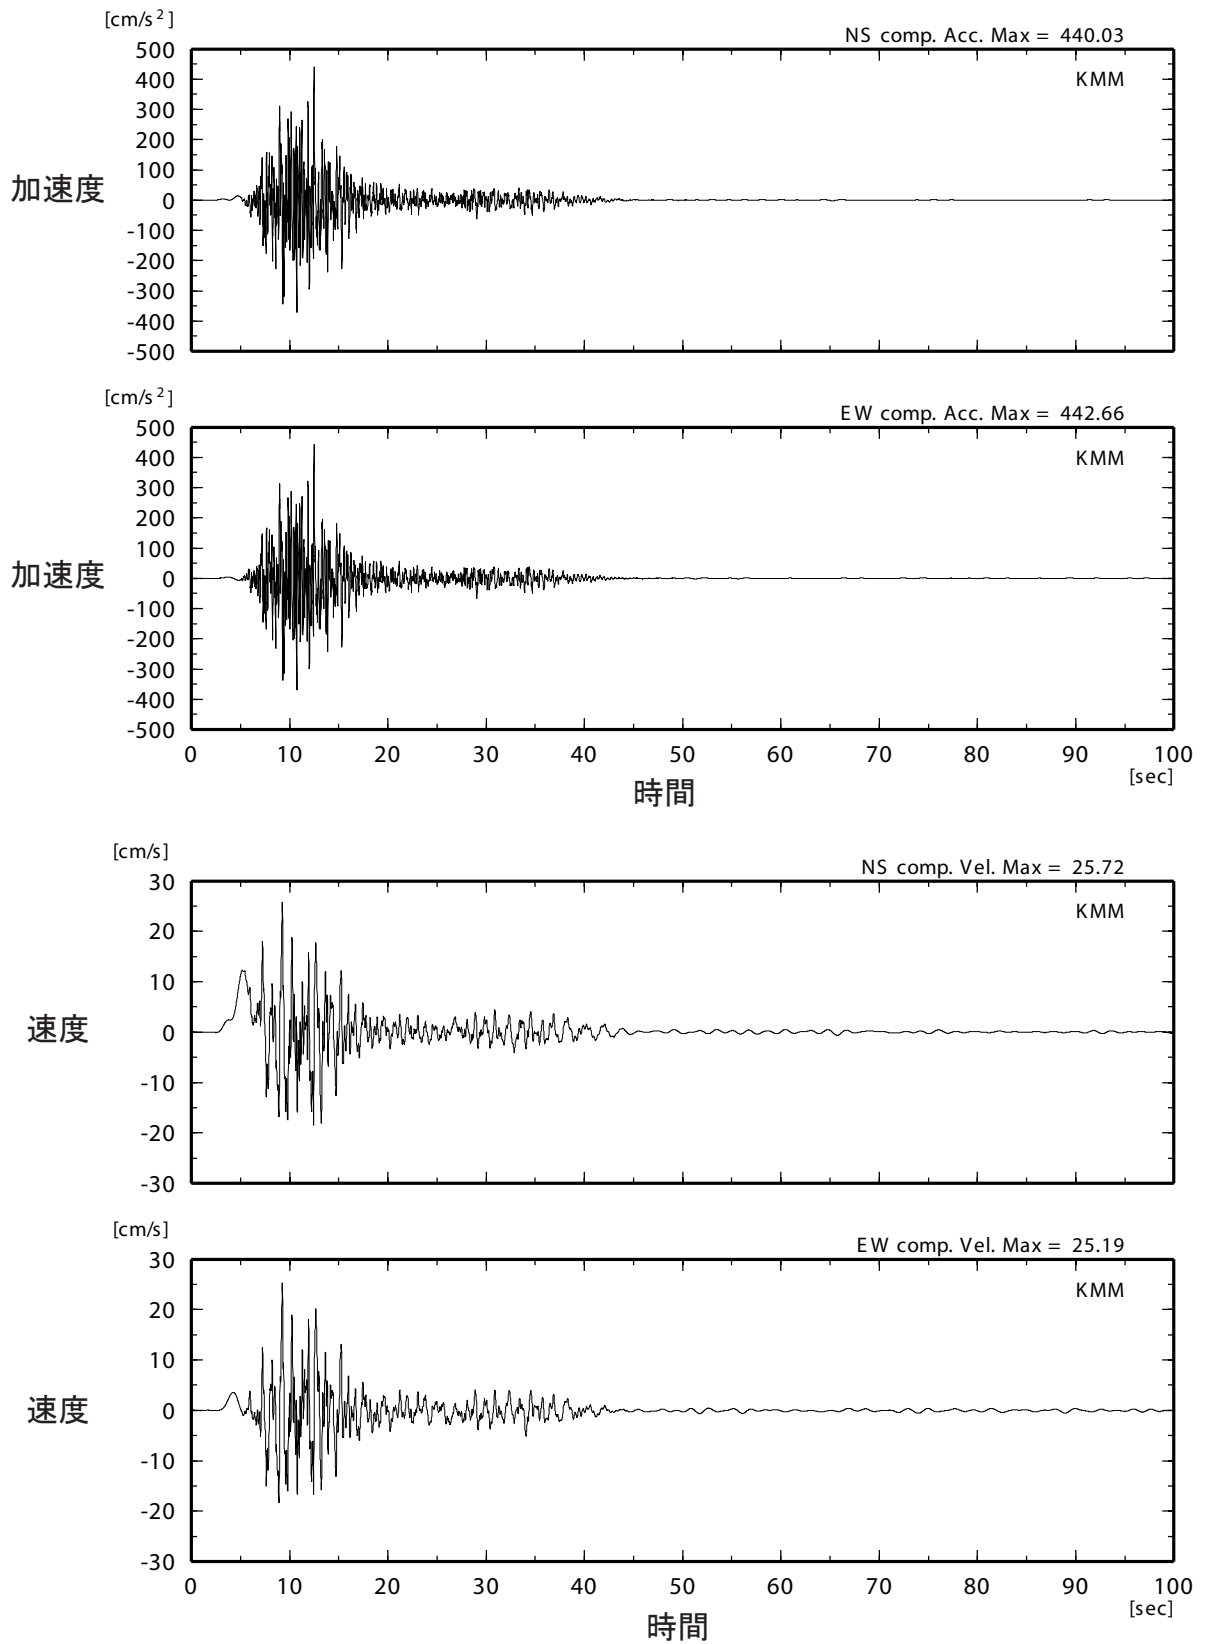 [cm/s2]
NS comp. Acc. Max = 440.03
KMM
加速度
500
400
300
200
100
0
-100
-200
-300
-400
-500
[cm/s2]
EW comp. Acc. Max = 442.66
KMM
加速度
500
400
300
200
100
0
-100
-200
-300
-400
-500
0 10 20 30 40 50 60 70 80 90 100
[sec]
時間
[cm/s]
NS comp. Vel. Max = 25.72
KMM
速度
30
20
10
0
-10
-20
-30
[cm/s]
EW comp. Vel. Max = 25.19
KMM
速度
30
20
10
0
-10
-20
-30
0 10 20 30 40 50 60 70 80 90 100
[sec]
時間